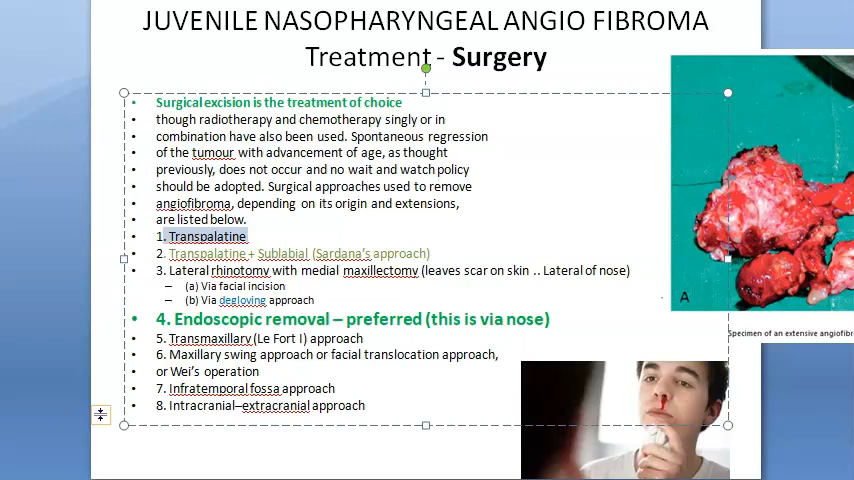 JUVENILE NASOPHARYNGEAL ANGIO FIBROMA
Treatment - Surgery
• Surgical excision is the treatment of choice
• though radiotherapy and chemotherapy singly or in
• combination have also been used. Spontaneous regression
• of the tumour with advancement of age, as thought
• previously, does not occur and no wait and watch policy
• should be adopted. Surgical approaches used to remove
• angiofibroma, depending on its origin and extensions,
• are listed below.
• 1. Transpalatine
• 2. Transpalatine + Sublabial (Sardana's approach)
• 3. Lateral rhinotomy with medial maxillectomy (leaves scar on skin .. Lateral of nose)
– (a) Via facial incision
– (b) Via degloving approach
• 4. Endoscopic removal – preferred (this is via nose)
• 5. Transmaxillary (Le Fort I) approach
• 6. Maxillary swing approach or facial translocation approach,
• or Wei's operation
• 7. Infratemporal fossa approach
• 8. Intracranial–extracranial approach
A
Specimen of an extensive angiofibr